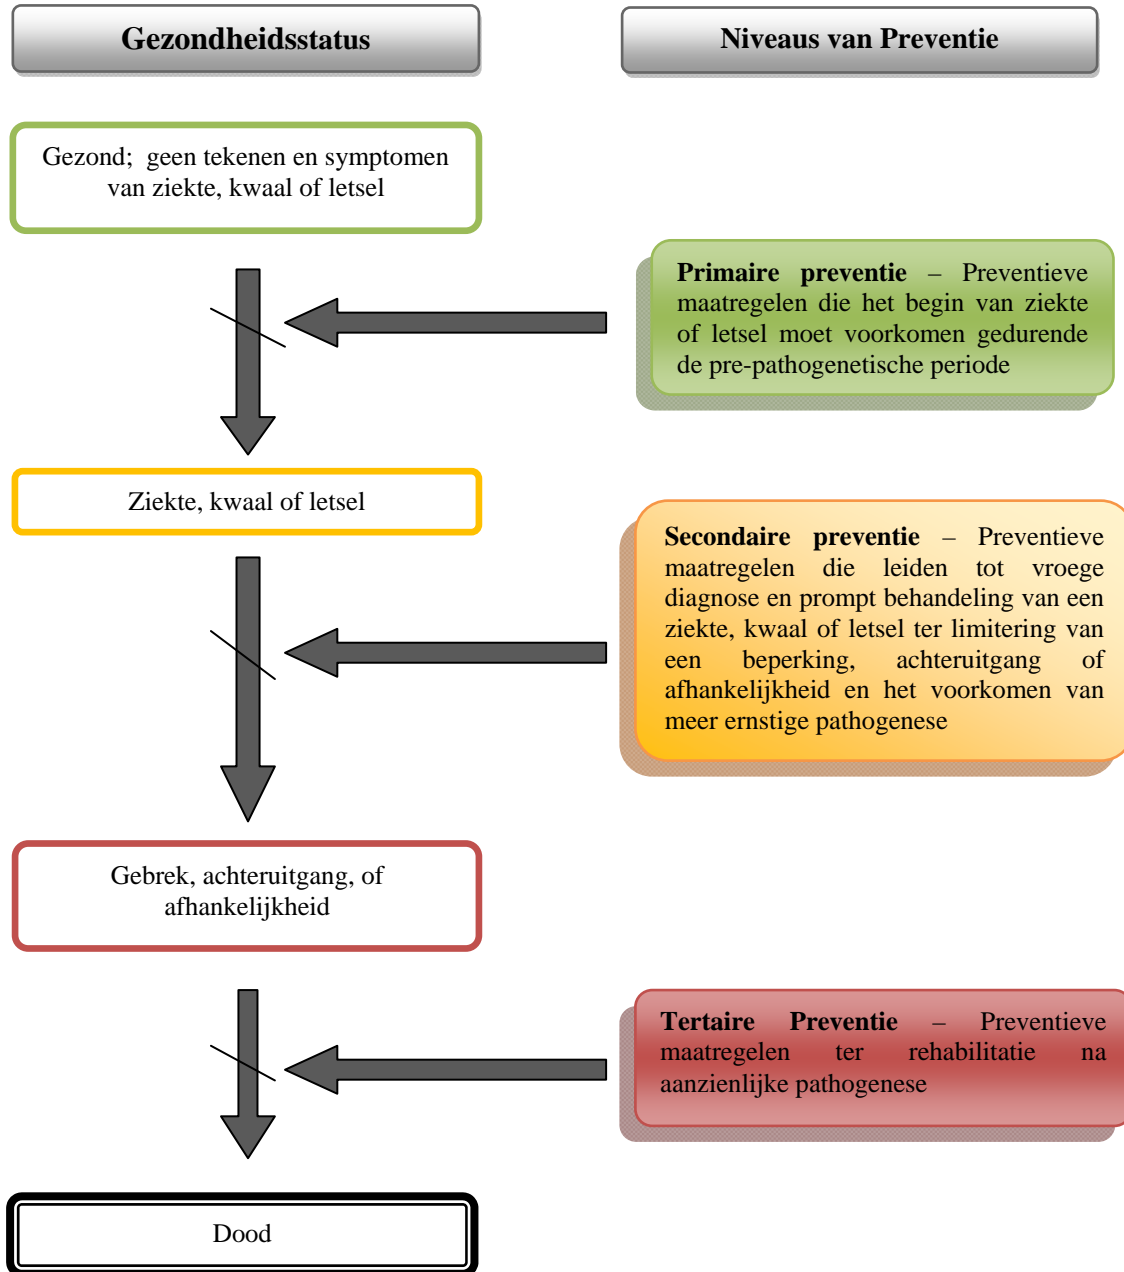 Gezondheidsstatus
Niveaus van Preventie
Gezond; geen tekenen en symptomen
van ziekte, kwaal of letsel
Primaire preventie – Preventieve
maatregelen die het begin van ziekte
of letsel moet voorkomen gedurende
de pre-pathogenetische periode
Ziekte, kwaal of letsel
Secondaire preventie – Preventieve
maatregelen die leiden tot vroege
diagnose en prompt behandeling van een
ziekte, kwaal of letsel ter limitering van
een beperking, achteruitgang of
afhankelijkheid en het voorkomen van
meer ernstige pathogenese
Gebrek, achteruitgang, of
afhankelijkheid
Tertaire Preventie – Preventieve
maatregelen ter rehabilitatie na
aanzienlijke pathogenese
Dood